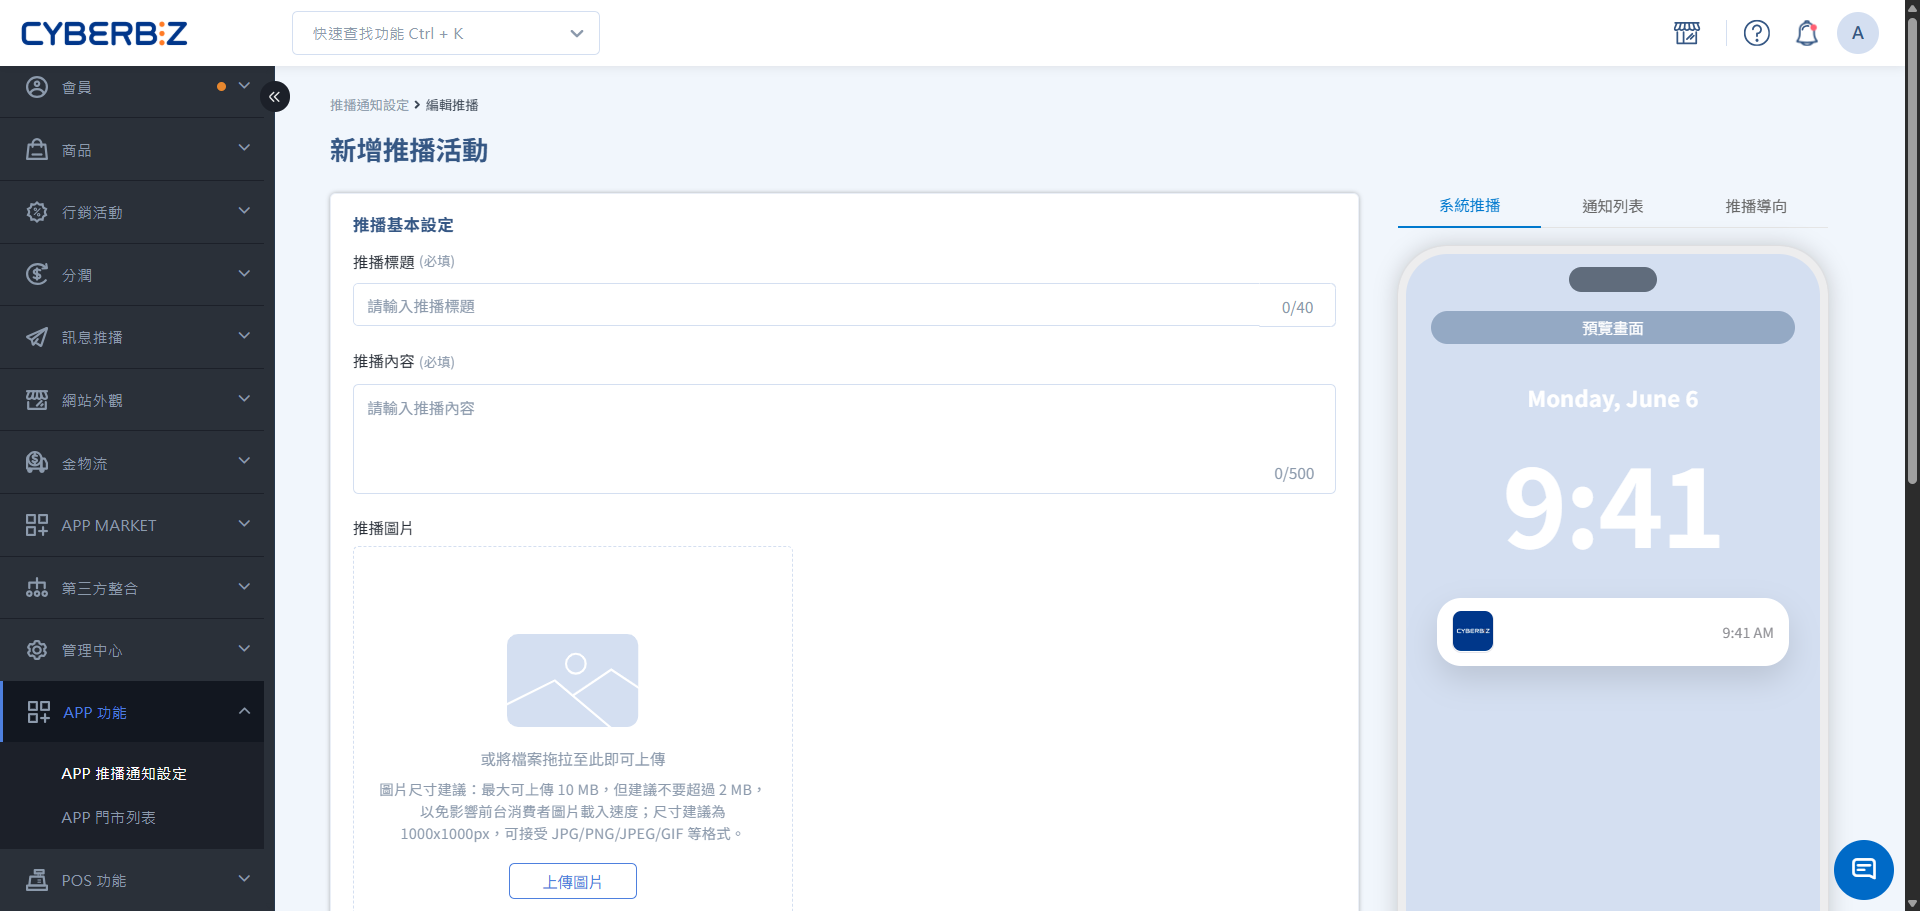 CYBERBIZ
快速查找功能 Ctrl + K
A
會員
商品
行銷活動
分潤
訊息推播
網站外觀
金物流
APP MARKET
第三方整合
管理中心
APP 功能
APP 推播通知設定
APP 門市列表
POS 功能
推播通知設定 > 編輯推播
新增推播活動
推播基本設定
推播標題 (必填)
請輸入推播標題
0/40
推播內容 (必填)
請輸入推播內容
0/500
推播圖片
或將檔案拖拉至此即可上傳
圖片尺寸建議：最大可上傳 10 MB，但建議不要超過 2 MB，
以免影響前台消費者圖片載入速度；尺寸建議為
1000x1000px，可接受 JPG/PNG/JPEG/GIF 等格式。
上傳圖片
系統推播
通知列表
推播導向
預覽畫面
Monday, June 6
9:41
CYBERBIZ
9:41 AM